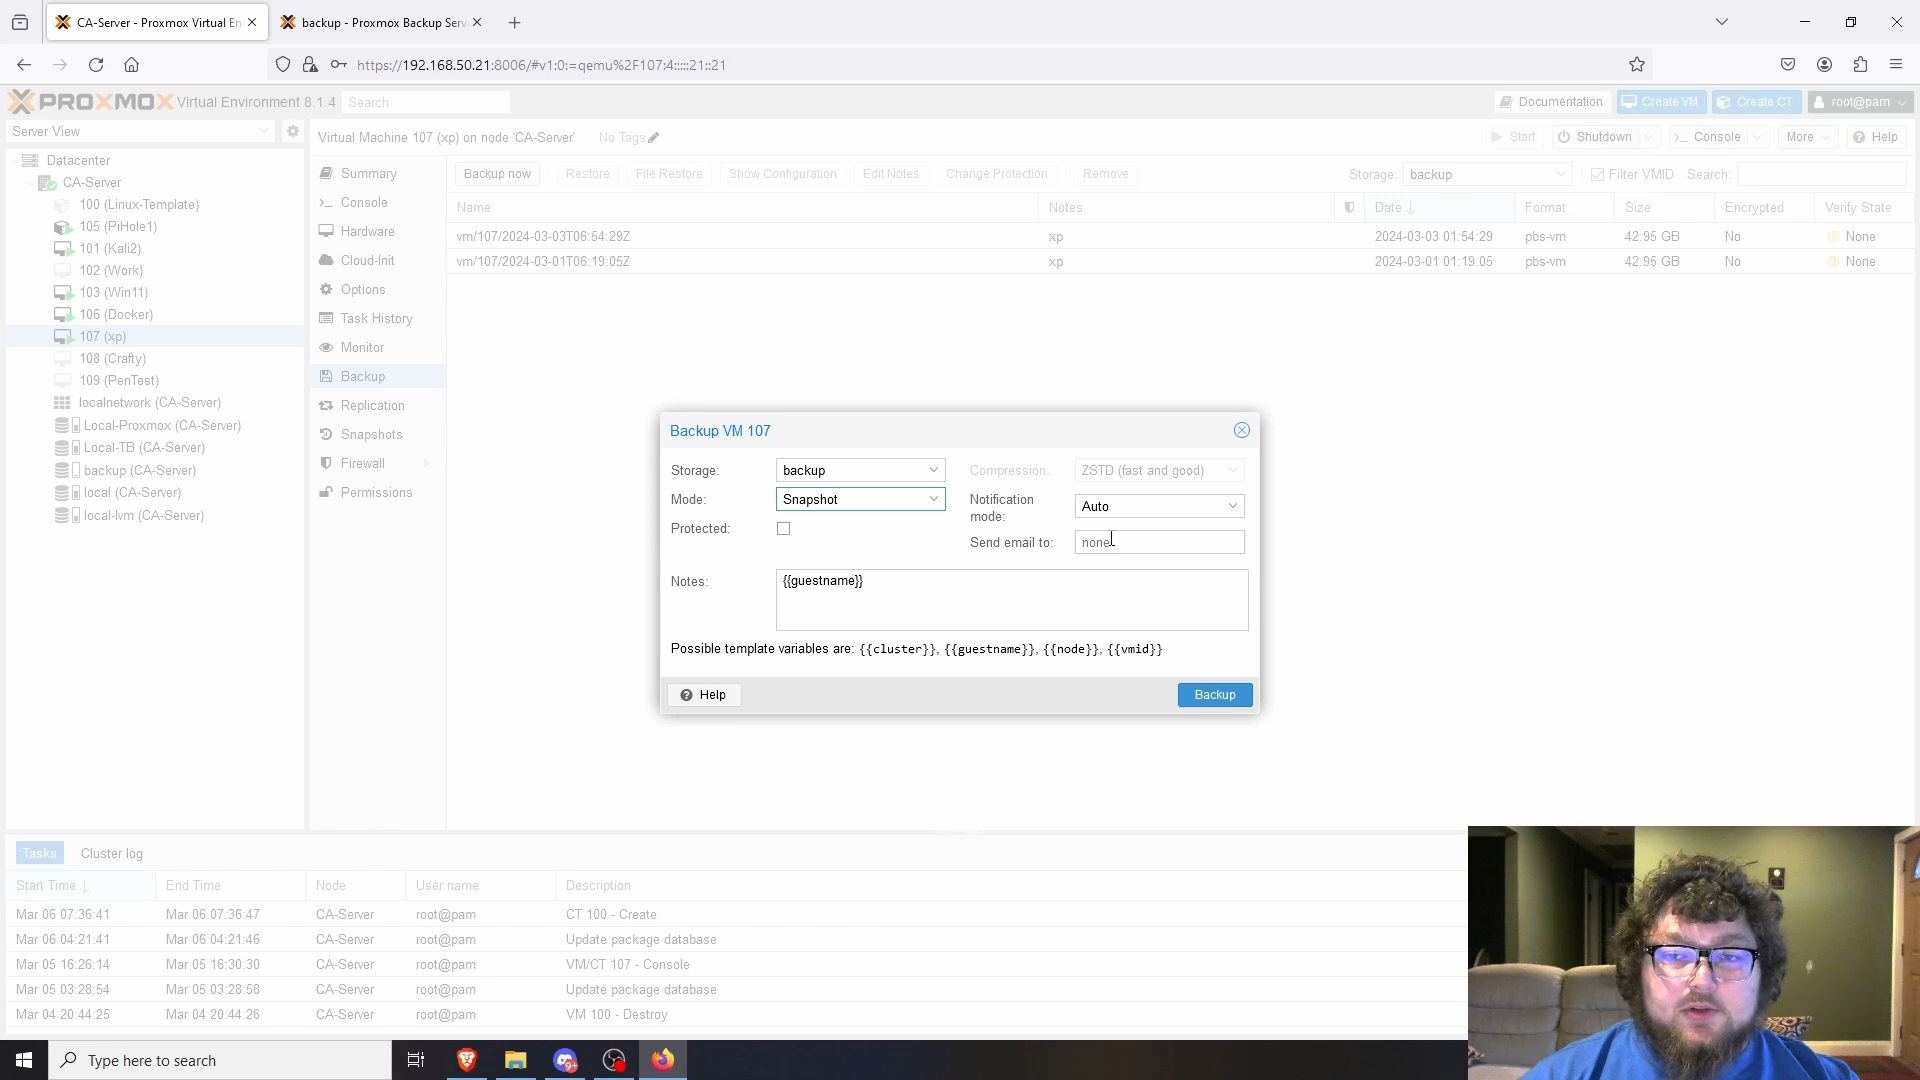 CA-Server - Proxmox Virtual En
backup - Proxmox Backup Serv
https://192.168.50.21:8006/#v1:0:=qemu%2F107:4:::::21::21
PROXMOX Virtual Environment 8.1.4 Search
Documentation Create VM Create CT root@pam
Server View
Virtual Machine 107 (xp) on node 'CA-Server' No Tags
Start Shutdown Console More Help
Datacenter
CA-Server
100 (Linux-Template)
105 (PiHole1)
101 (Kali2)
102 (Work)
103 (Win11)
106 (Docker)
107 (xp)
108 (Crafty)
109 (PenTest)
localnetwork (CA-Server)
Local-Proxmox (CA-Server)
Local-TB (CA-Server)
backup (CA-Server)
local (CA-Server)
local-lvm (CA-Server)
Summary
Console
Hardware
Cloud-Init
Options
Task History
Monitor
Backup
Replication
Snapshots
Firewall
Permissions
Backup now Restore File Restore Show Configuration Edit Notes Change Protection Remove Storage: backup Filter VMID Search:
Name Notes Date Format Size Encrypted Verify State
vm/107/2024-03-03T06:54:29Z xp 2024-03-03 01:54:29 pbs-vm 42.95 GB No None
vm/107/2024-03-01T06:19:05Z xp 2024-03-01 01:19:05 pbs-vm 42.95 GB No None
Backup VM 107
Storage: backup Compression: ZSTD (fast and good)
Mode: Snapshot Notification mode: Auto
Protected: Send email to: none
Notes: {{guestname}}
Possible template variables are: {{cluster}}, {{guestname}}, {{node}}, {{vmid}}
Help Backup
Tasks Cluster log
Start Time End Time Node User name Description
Mar 06 07:36:41 Mar 06 07:36:47 CA-Server root@pam CT 100 - Create
Mar 06 04:21:41 Mar 06 04:21:46 CA-Server root@pam Update package database
Mar 05 16:26:14 Mar 05 16:30:30 CA-Server root@pam VM/CT 107 - Console
Mar 05 03:28:54 Mar 05 03:28:58 CA-Server root@pam Update package database
Mar 04 20:44:25 Mar 04 20:44:26 CA-Server root@pam VM 100 - Destroy
Type here to search
9+